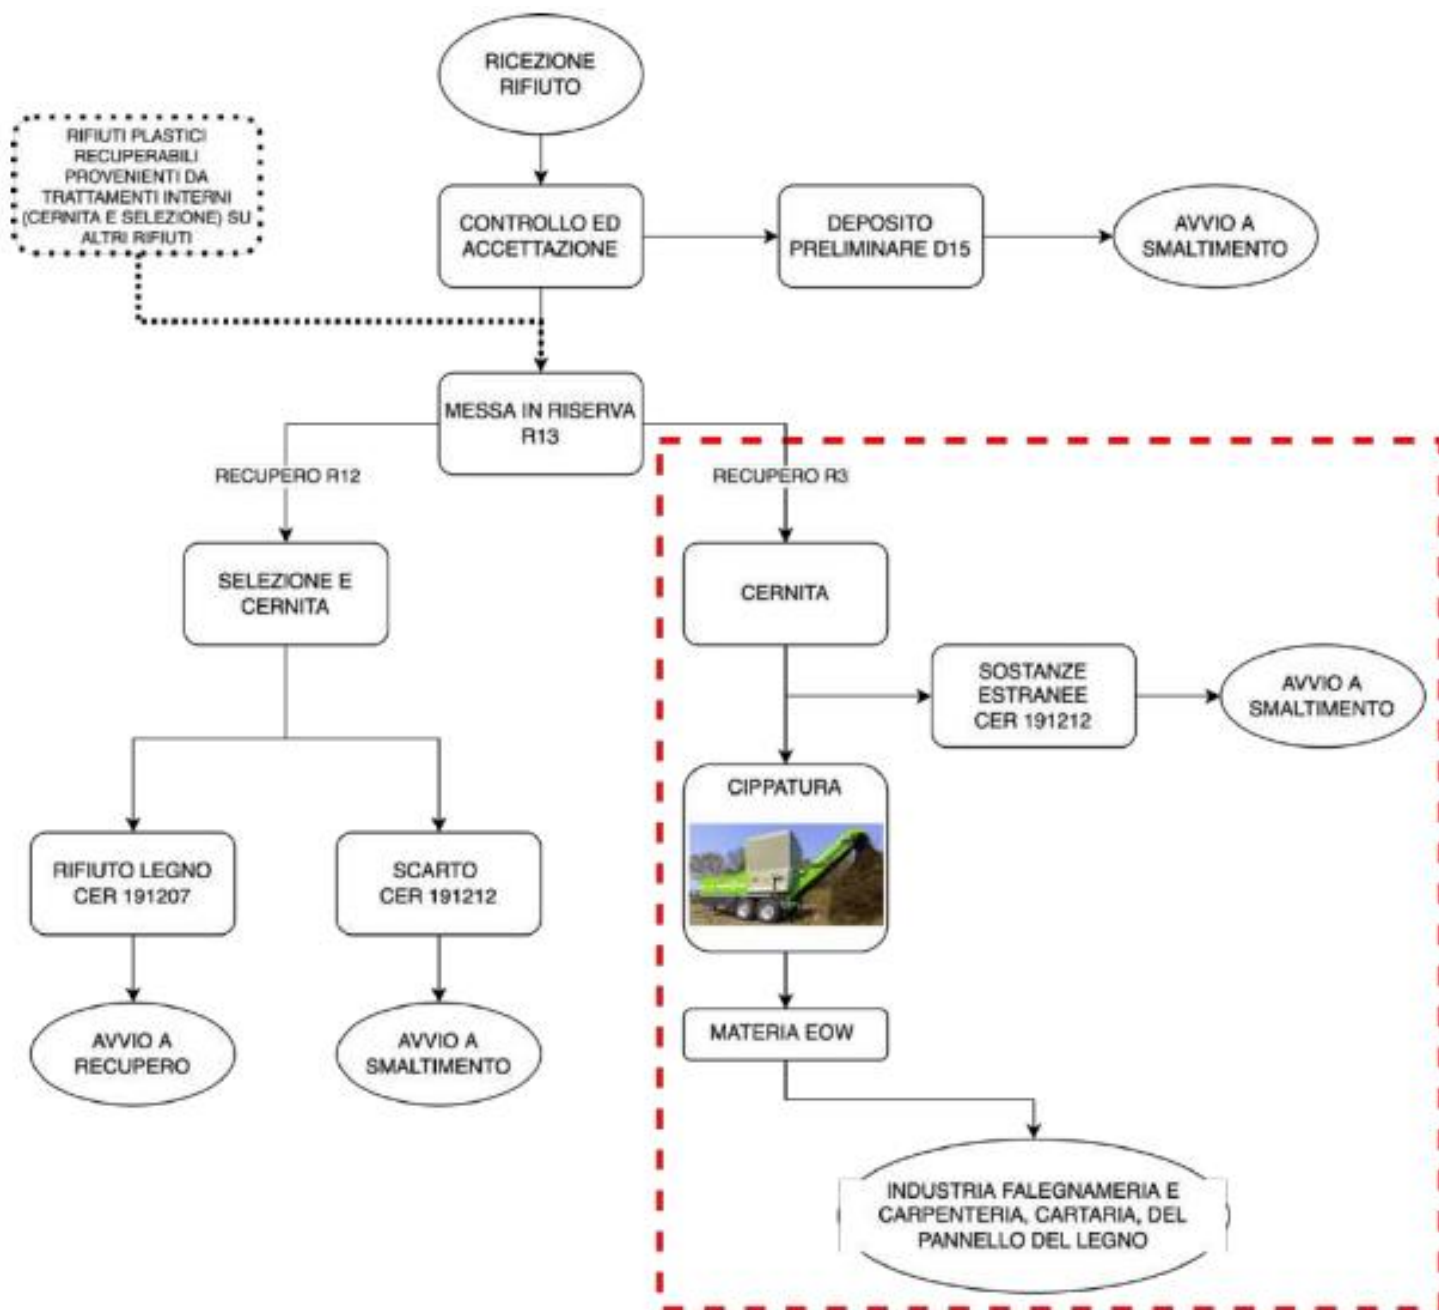 RICEZIONE
RIFIUTO
RIFIUTI PLASTICI
RECUPERABILI
PROVENIENTI DA
TRATTAMENTI INTERNI
(CERNITA E SELEZIONE) SU
ALTRI RIFIUTI
CONTROLLO ED
ACCETTAZIONE
DEPOSITO
PRELIMINARE D15
AVVIO A
SMALTIMENTO
MESSA IN RISERVA
R13
RECUPERO R12
RECUPERO R3
SELEZIONE E
CERNITA
CERNITA
SOSTANZE
ESTRANEE
CER 191212
AVVIO A
SMALTIMENTO
CIPPATURA
RIFIUTO LEGNO
CER 191207
SCARTO
CER 191212
AVVIO A
RECUPERO
AVVIO A
SMALTIMENTO
MATERIA EOW
INDUSTRIA FALEGNAMERIA E
CARPENTERIA, CARTARIA, DEL
PANNELLO DEL LEGNO